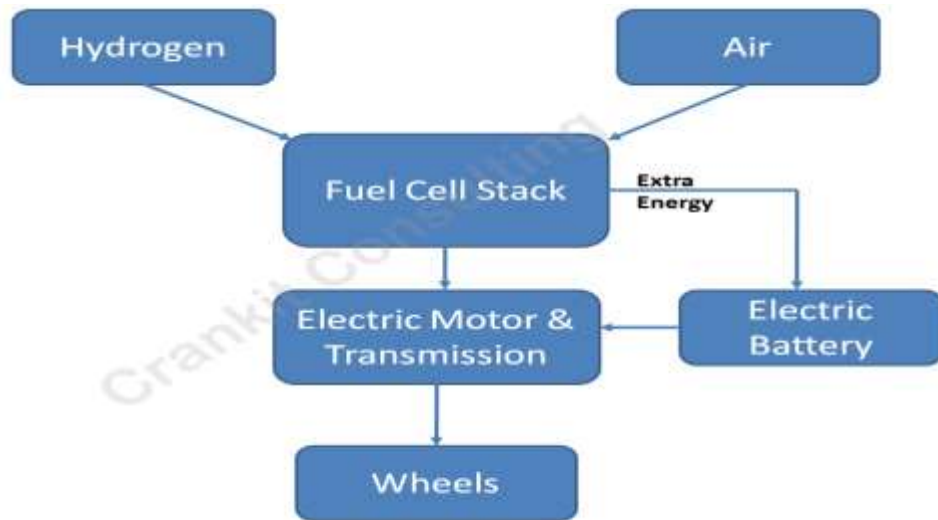 Hydrogen
Air
Fuel Cell Stack
Extra
Energy
Electric Motor &
Transmission
Electric
Battery
Wheels
Crankit Consulting